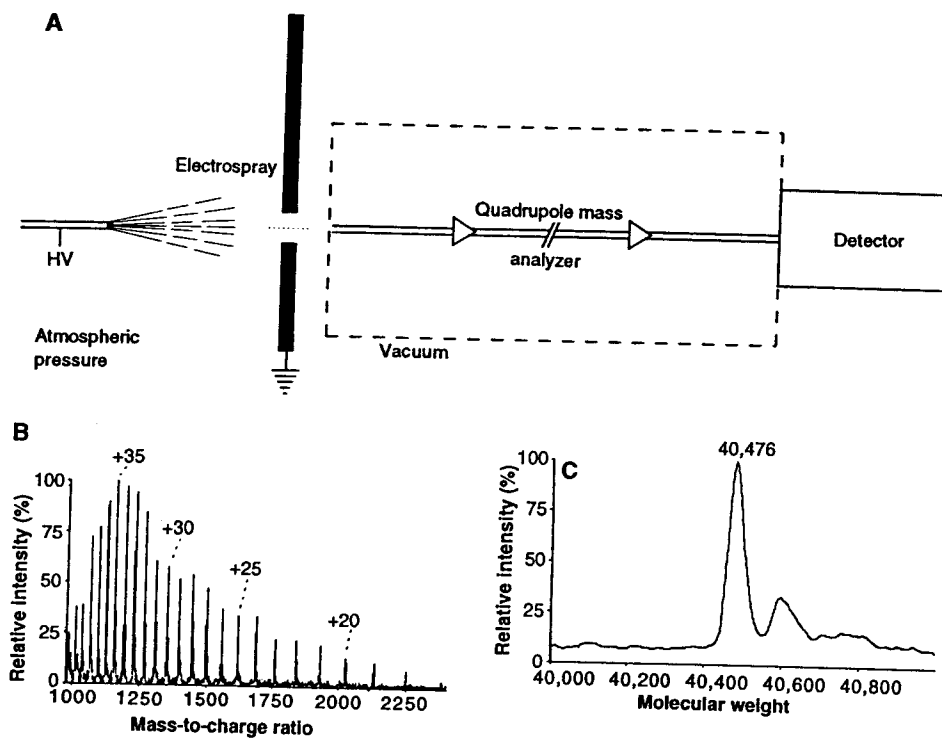 A
Electrospray
HV
Atmospheric
pressure
Quadrupole mass
analyzer
Vacuum
Detector
B
+35
+30
+25
+20
100
75
50
25
0
Relative intensity (%)
1000 1250 1500 1750 2000 2250
Mass-to-charge ratio
C
40,476
100
75
50
25
0
Relative intensity (%)
40,000 40,200 40,400 40,600 40,800
Molecular weight